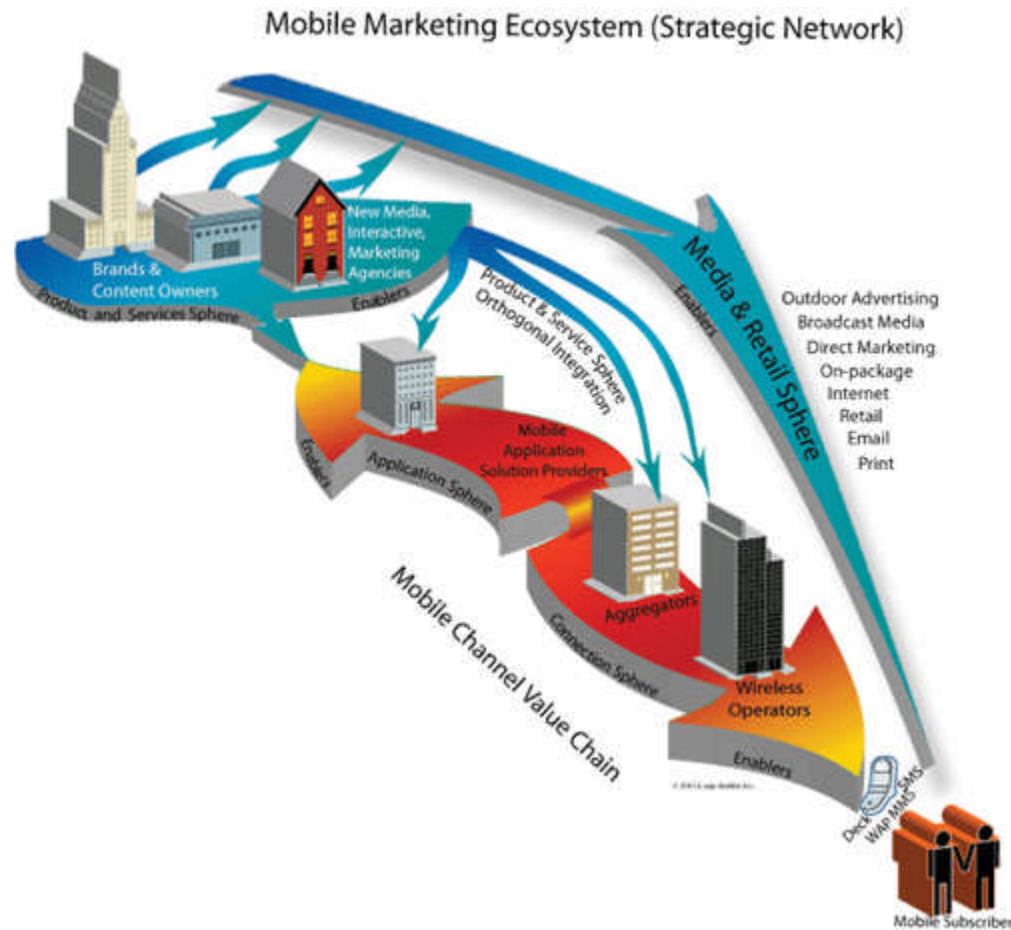 Mobile Marketing Ecosystem (Strategic Network)
New Media,
Interactive,
Marketing
Agencies
Brands &
Content Owners
Product and Services Sphere
Enablers
Product & Service Sphere
Orthogonal Integration
Enablers
Media & Retail Sphere
Outdoor Advertising
Broadcast Media
Direct Marketing
On-package
Internet
Retail
Email
Print
Enablers
Application Sphere
Mobile
Application
Solution Providers
Mobile Channel Value Chain
Aggregators
Connection Sphere
Wireless
Operators
Enablers
Deck
WAP MMS
SMS
Mobile Subscriber